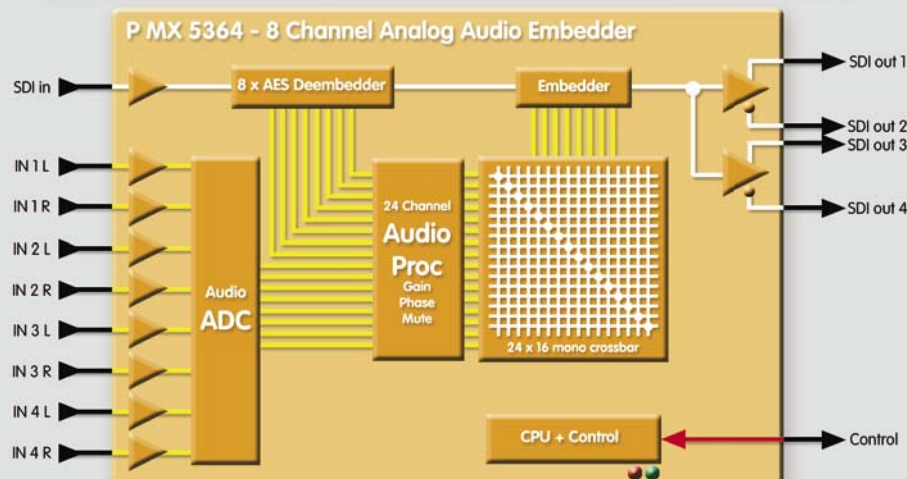 P MX 5364 - 8 Channel Analog Audio Embedder
SDI in
8 x AES Deembedder
Embedder
SDI out 1
SDI out 2
SDI out 3
SDI out 4
IN 1 L
IN 1 R
IN 2 L
IN 2 R
IN 3 L
IN 3 R
IN 4 L
IN 4 R
Audio
ADC
24 Channel
Audio
Proc
Gain
Phase
Mute
24 x 16 mono crossbar
CPU + Control
Control